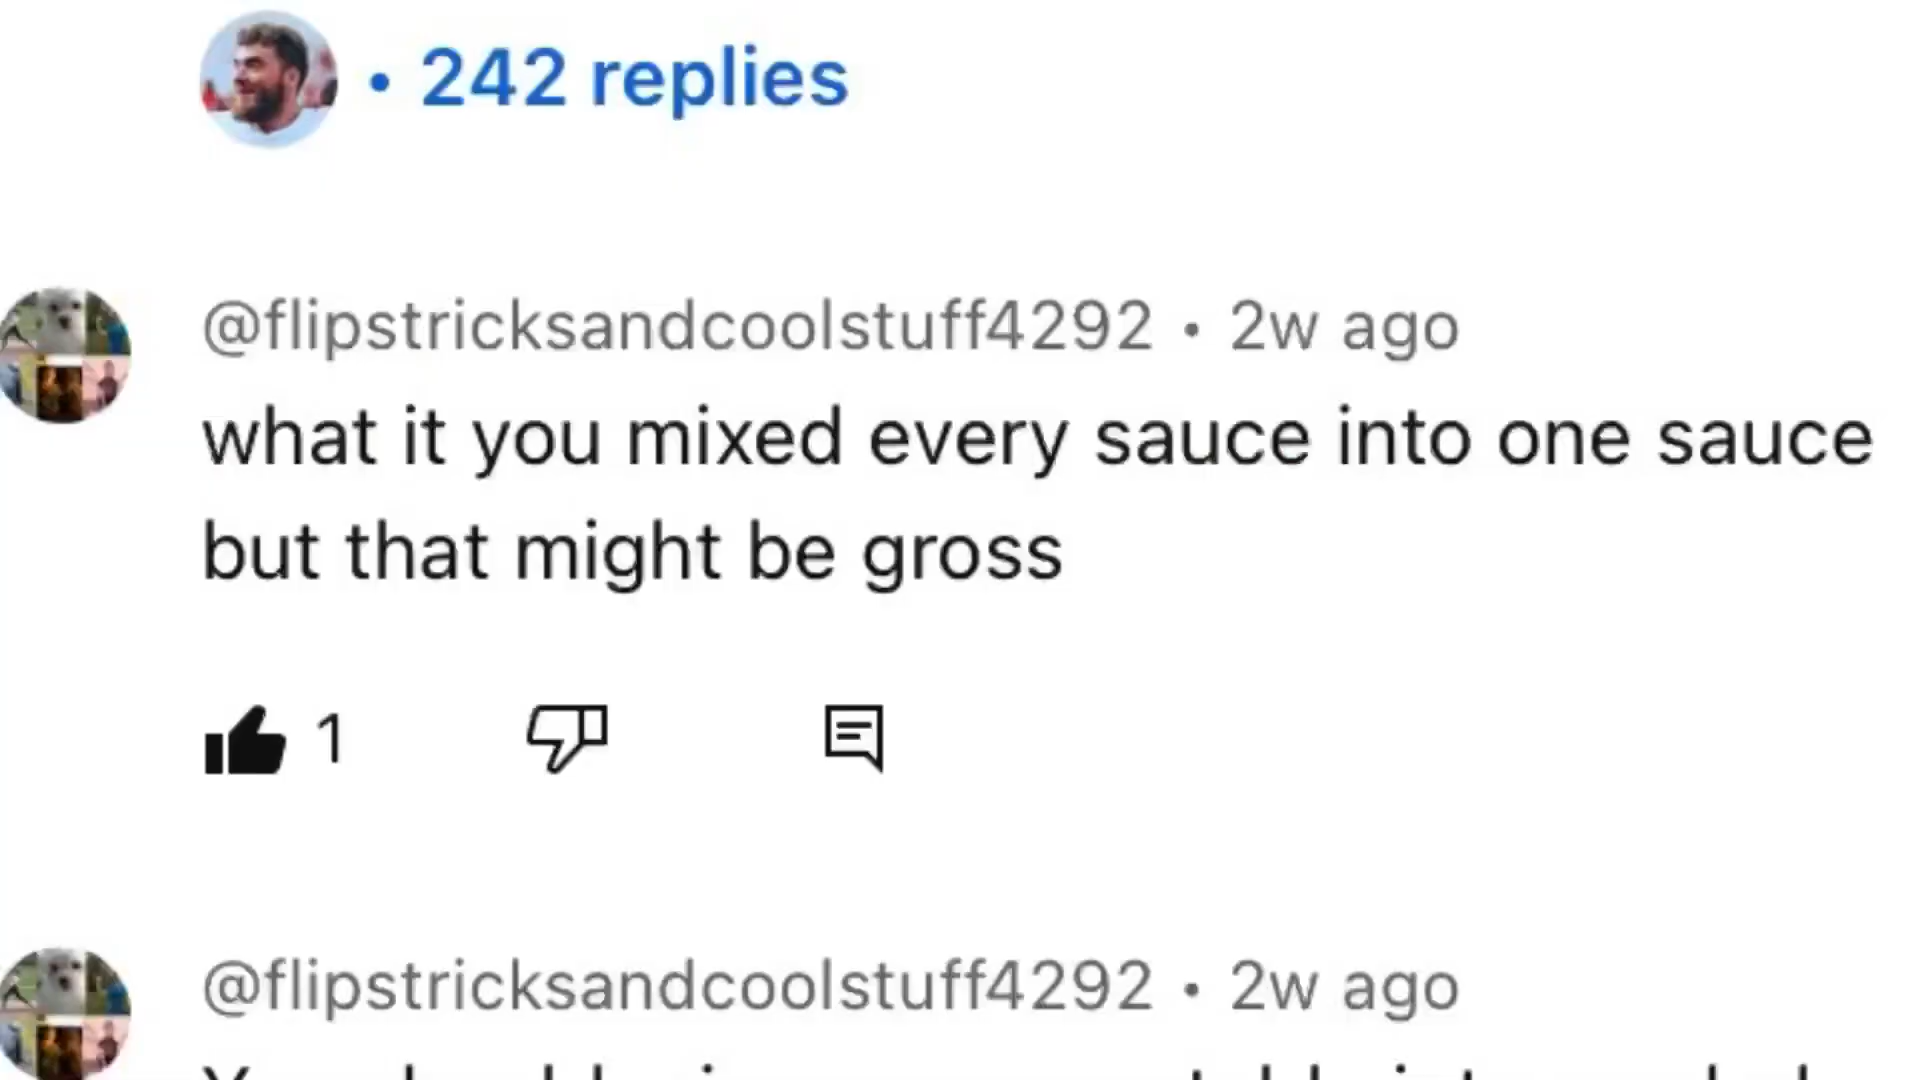 • 242 replies
@flipstricksandcoolstuff4292 • 2w ago
what it you mixed every sauce into one sauce
but that might be gross
1
@flipstricksandcoolstuff4292 • 2w ago